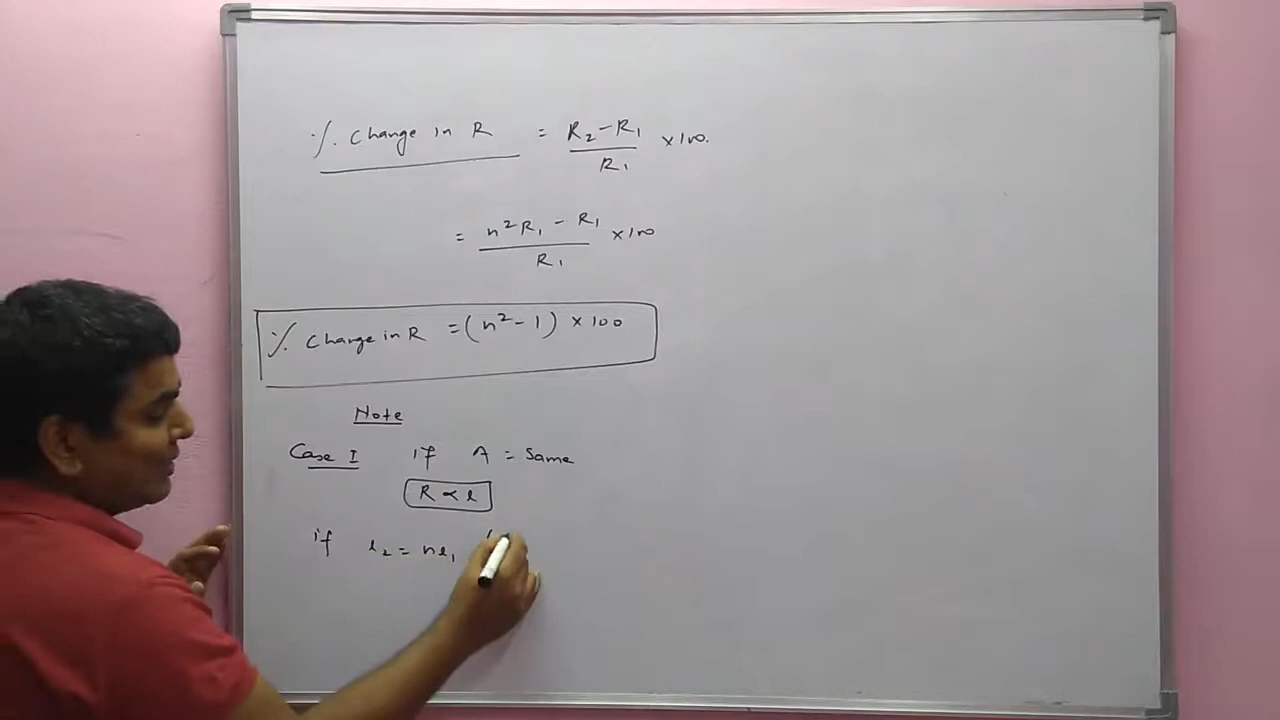 % Change in R = (R₂ - R₁)/R₁ × 100.
= (n²R₁ - R₁)/R₁ × 100
% Change in R = (n² - 1) × 100
Note
Case I if A = Same
R ∝ l
if l₂ = nl₁ (